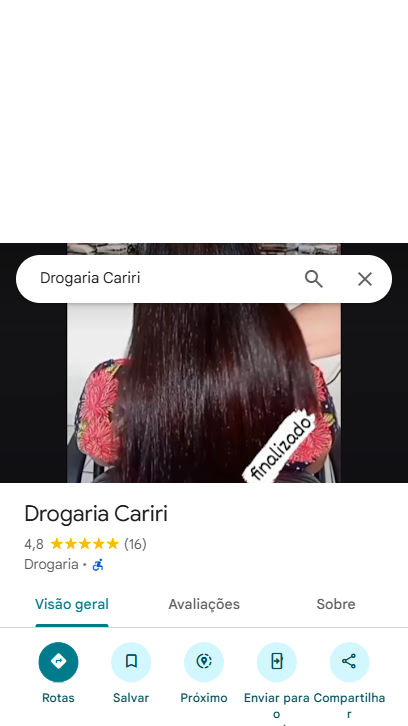 Drogaria Cariri
finalizado
Drogaria Cariri
4,8 (16)
Drogaria ·
Visão geral Avaliações Sobre
Rotas Salvar Próximo Enviar para o Compartilhar